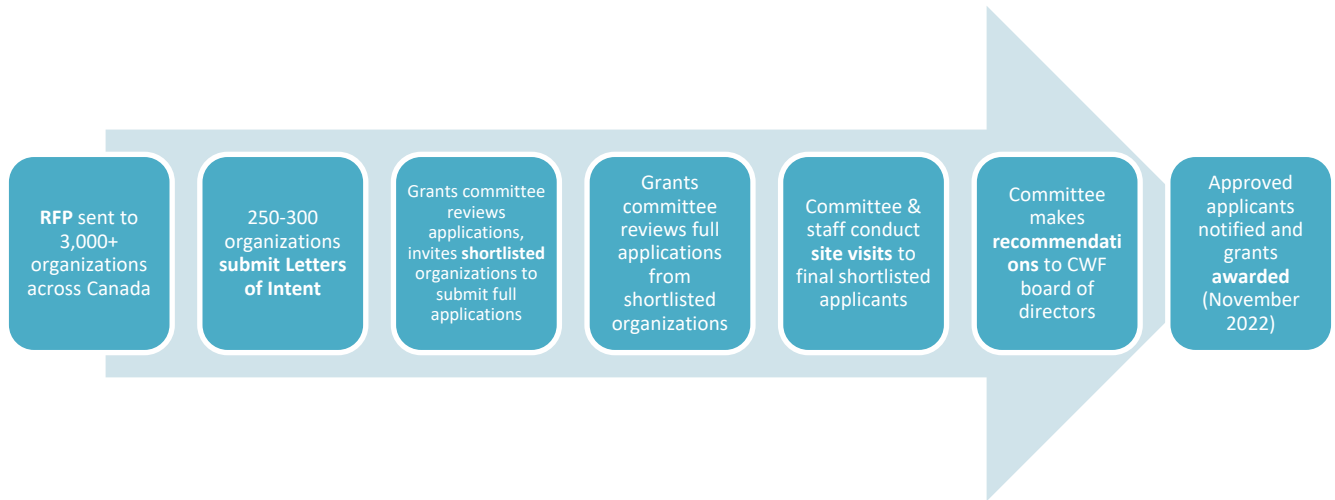 RFP sent to
3,000+
organizations
across Canada
250-300
organizations
submit Letters
of Intent
Grants committee
reviews
applications,
invites shortlisted
organizations to
submit full
applications
Grants
committee
reviews full
applications
from
shortlisted
organizations
Committee &
staff conduct
site visits to
final shortlisted
applicants
Committee
makes
recommendati
ons to CWF
board of
directors
Approved
applicants
notified and
grants
awarded
(November
2022)